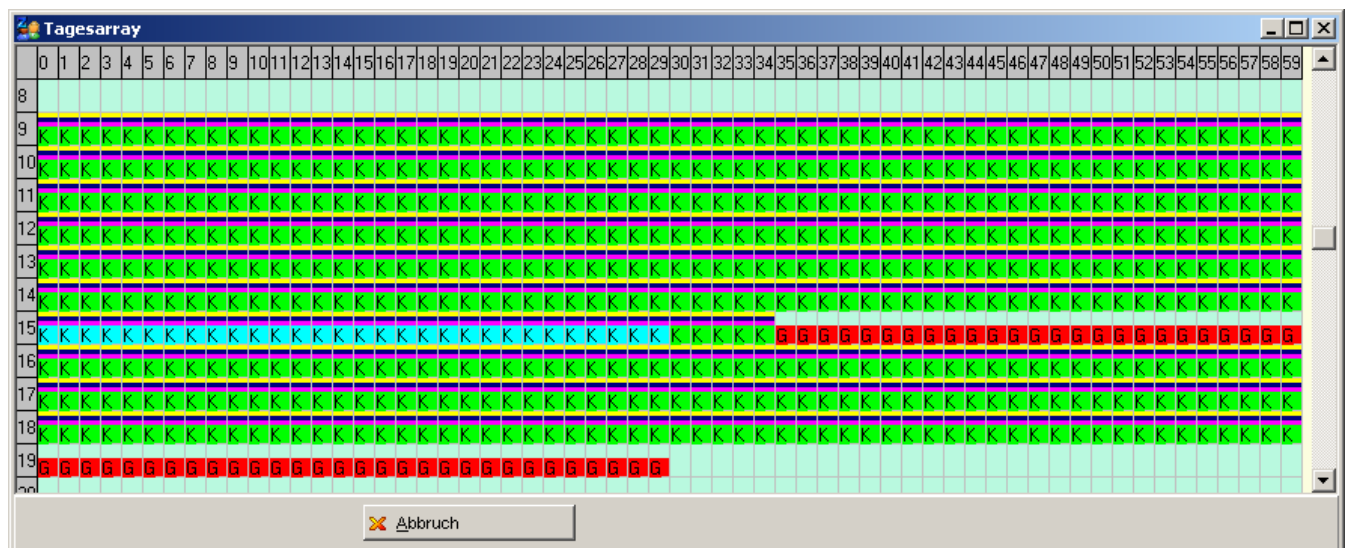 Tagesarray
0 1 2 3 4 5 6 7 8 9 10 11 12 13 14 15 16 17 18 19 20 21 22 23 24 25 26 27 28 29 30 31 32 33 34 35 36 37 38 39 40 41 42 43 44 45 46 47 48 49 50 51 52 53 54 55 56 57 58 59
8
9 K K K K K K K K K K K K K K K K K K K K K K K K K K K K K K K K K K K K K K K K K K K K K K K K K K K K K K K K K K K K
10 K K K K K K K K K K K K K K K K K K K K K K K K K K K K K K K K K K K K K K K K K K K K K K K K K K K K K K K K K K K K
11 K K K K K K K K K K K K K K K K K K K K K K K K K K K K K K K K K K K K K K K K K K K K K K K K K K K K K K K K K K K K
12 K K K K K K K K K K K K K K K K K K K K K K K K K K K K K K K K K K K K K K K K K K K K K K K K K K K K K K K K K K K K
13 K K K K K K K K K K K K K K K K K K K K K K K K K K K K K K K K K K K K K K K K K K K K K K K K K K K K K K K K K K K K
14 K K K K K K K K K K K K K K K K K K K K K K K K K K K K K K K K K K K K K K K K K K K K K K K K K K K K K K K K K K K K
15 K K K K K K K K K K K K K K K K K K K K K K K K K K K K K K K K K K K G G G G G G G G G G G G G G G G G G G G G G G G G
16 K K K K K K K K K K K K K K K K K K K K K K K K K K K K K K K K K K K K K K K K K K K K K K K K K K K K K K K K K K K K
17 K K K K K K K K K K K K K K K K K K K K K K K K K K K K K K K K K K K K K K K K K K K K K K K K K K K K K K K K K K K K
18 K K K K K K K K K K K K K K K K K K K K K K K K K K K K K K K K K K K K K K K K K K K K K K K K K K K K K K K K K K K K
19 G G G G G G G G G G G G G G G G G G G G G G G G G G G G G G
Abbruch